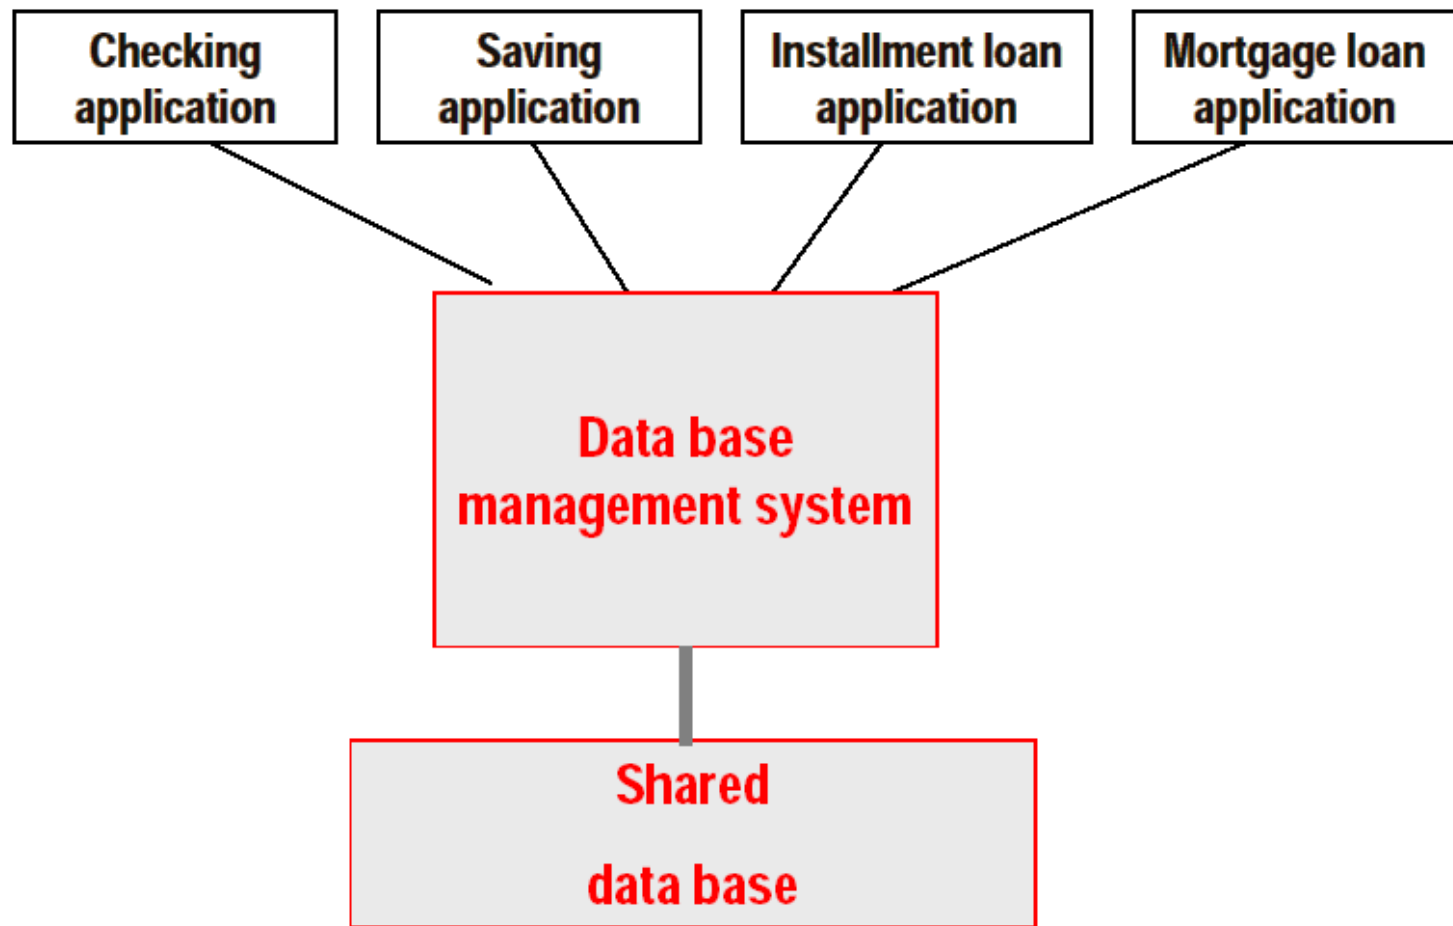 Checking
application
Saving
application
Installment loan
application
Mortgage loan
application
Data base
management system
Shared
data base